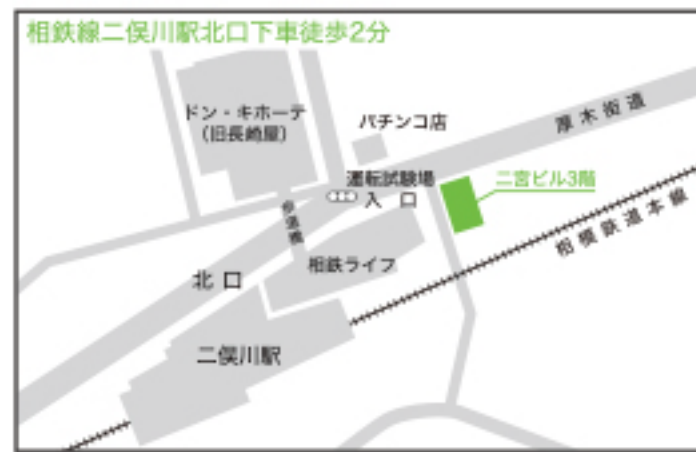 相鉄線二俣川駅北口下車徒歩2分
ドン・キホーテ
（旧長崎屋）
パチンコ店
厚木街道
運転試験場
入口
二宮ビル3階
歩道橋
相鉄ライフ
相模鉄道本線
北口
二俣川駅